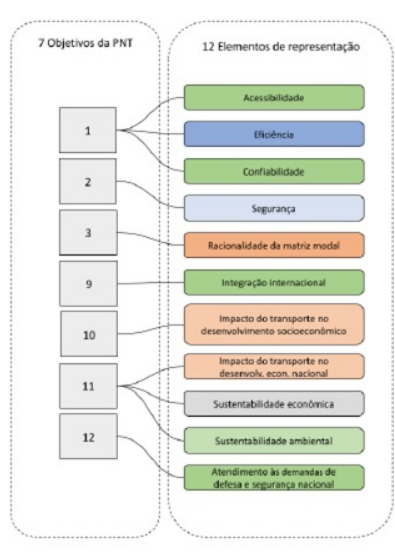 7 Objetivos da PNT
12 Elementos de representação
1
2
3
9
10
11
12
Acessibilidade
Eficiência
Confiabilidade
Segurança
Racionalidade da matriz modal
Integração internacional
Impacto do transporte no
desenvolvimento socioeconômico
Impacto do transporte no
desenvolv. econ. nacional
Sustentabilidade econômica
Sustentabilidade ambiental
Atendimento às demandas de
defesa e segurança nacional